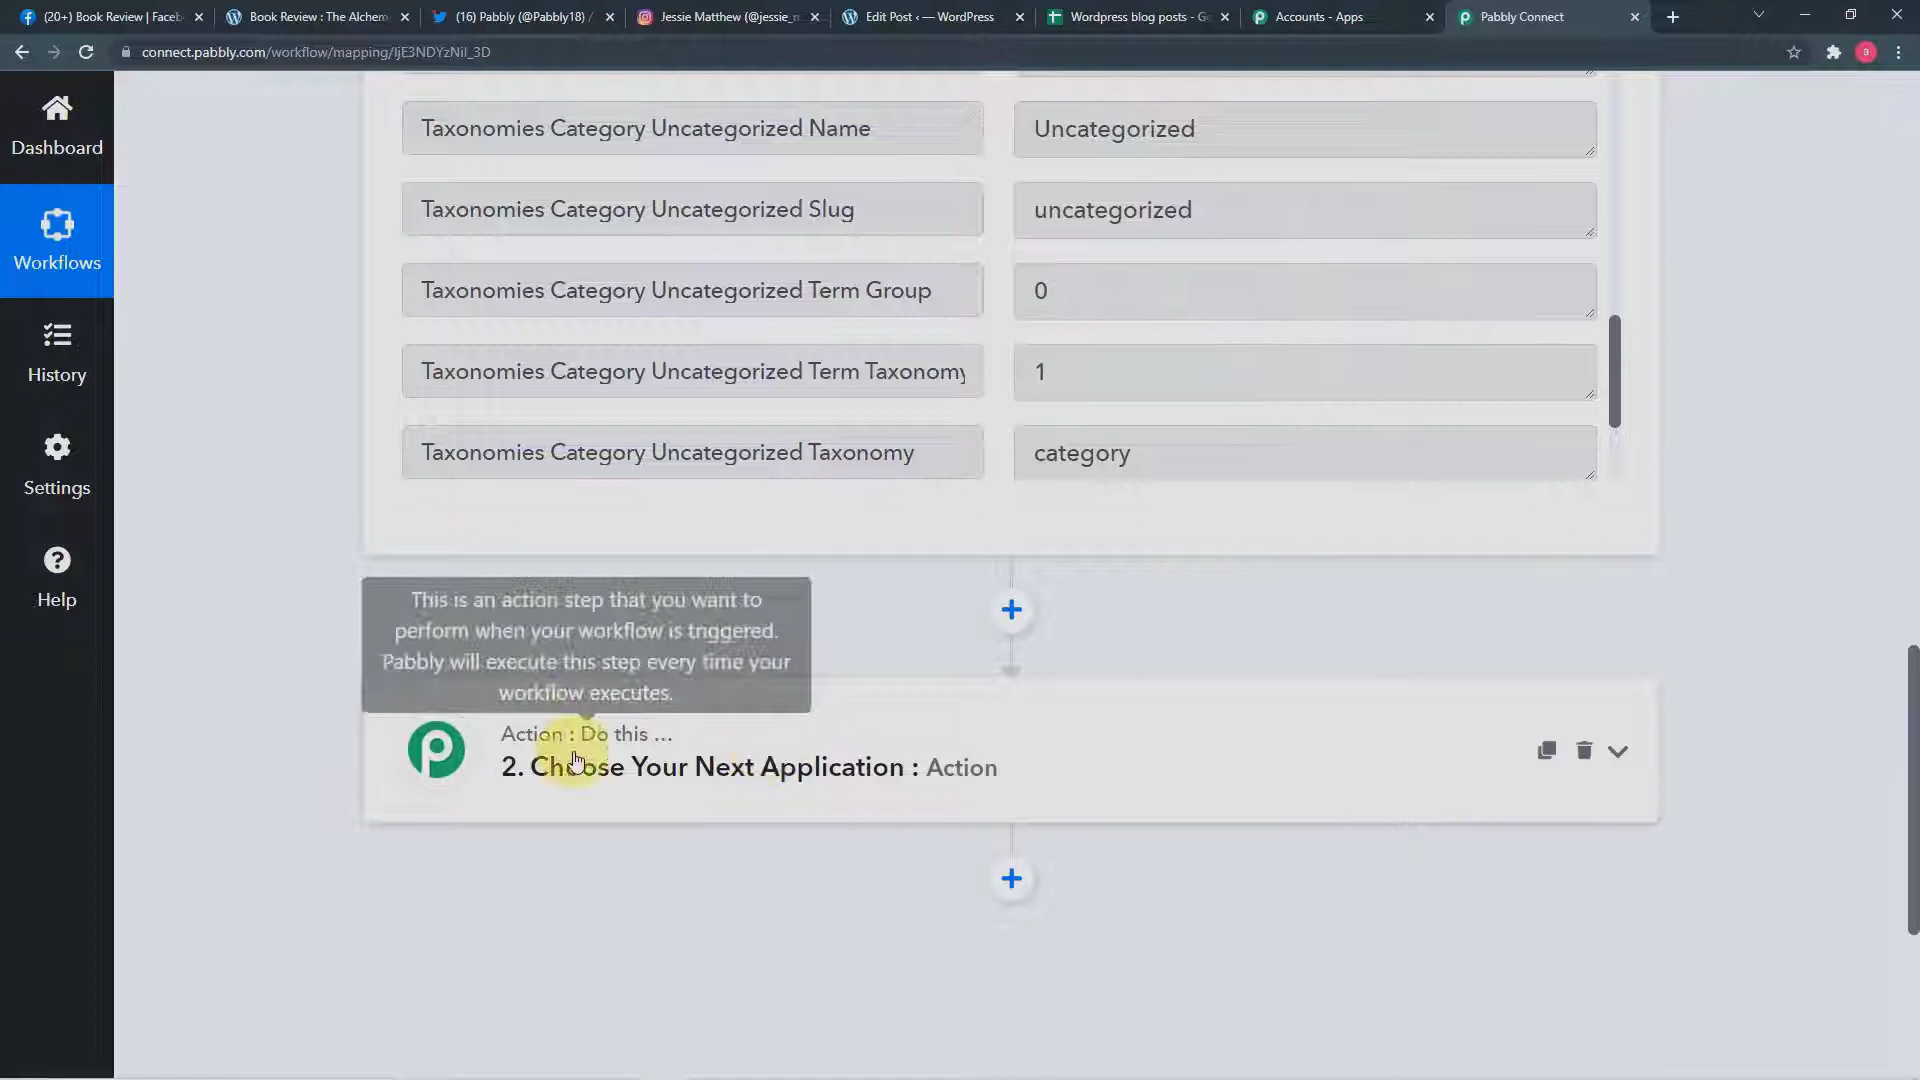 (20+) Book Review | Faceb
Book Review : The Alchem
(16) Pabbly (@Pabbly18) /
Jessie Matthew (@jessie_m
Edit Post ‹ — WordPress
Wordpress blog posts - Go
Accounts - Apps
Pabbly Connect
connect.pabbly.com/workflow/mapping/IjE3NDYzNiI_3D
a
Dashboard
Workflows
History
Settings
Help
Taxonomies Category Uncategorized Name
Uncategorized
Taxonomies Category Uncategorized Slug
uncategorized
Taxonomies Category Uncategorized Term Group
0
Taxonomies Category Uncategorized Term Taxonomy
1
Taxonomies Category Uncategorized Taxonomy
category
This is an action step that you want to
perform when your workflow is triggered.
Pabbly will execute this step every time your
workflow executes.
Action : Do this ...
2. Choose Your Next Application : Action